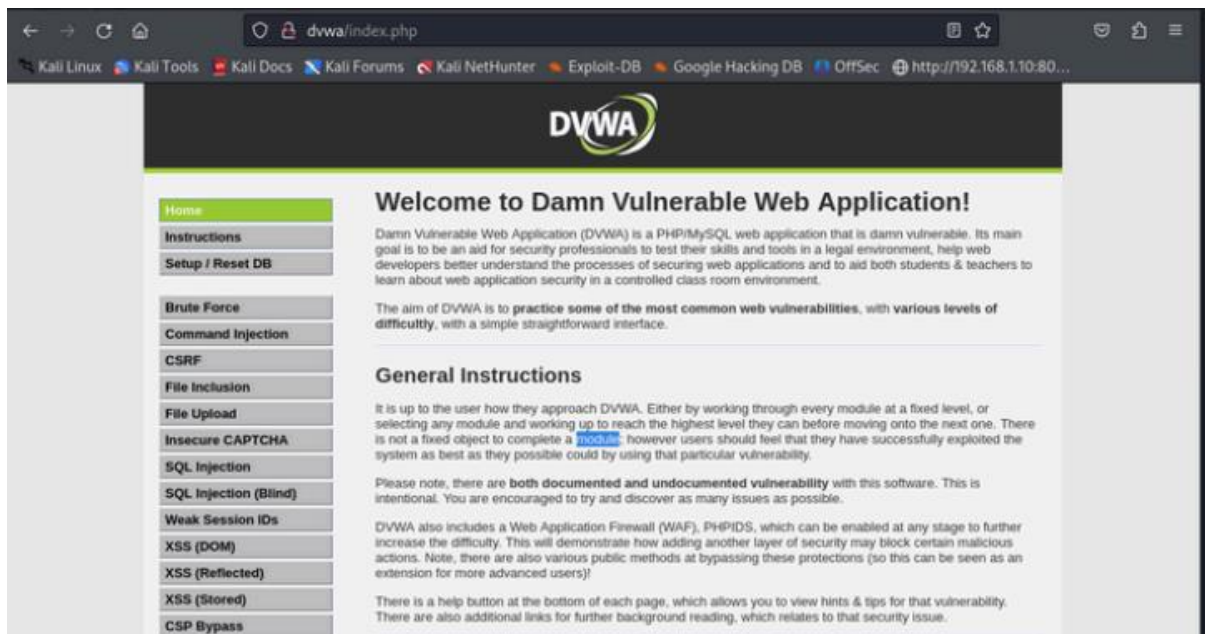 dvwa/index.php
Kali Linux Kali Tools Kali Docs Kali Forums Kali NetHunter Exploit-DB Google Hacking DB OffSec http://192.168.1.10:80...
DVWA
Home
Instructions
Setup / Reset DB
Brute Force
Command Injection
CSRF
File Inclusion
File Upload
Insecure CAPTCHA
SQL Injection
SQL Injection (Blind)
Weak Session IDs
XSS (DOM)
XSS (Reflected)
XSS (Stored)
CSP Bypass
Welcome to Damn Vulnerable Web Application!
Damn Vulnerable Web Application (DVWA) is a PHP/MySQL web application that is damn vulnerable. Its main
goal is to be an aid for security professionals to test their skills and tools in a legal environment, help web
developers better understand the processes of securing web applications and to aid both students & teachers to
learn about web application security in a controlled class room environment.
The aim of DVWA is to practice some of the most common web vulnerabilities, with various levels of
difficultly, with a simple straightforward interface.
General Instructions
It is up to the user how they approach DVWA. Either by working through every module at a fixed level, or
selecting any module and working up to reach the highest level they can before moving onto the next one. There
is not a fixed object to complete a module; however users should feel that they have successfully exploited the
system as best as they possible could by using that particular vulnerability.
Please note, there are both documented and undocumented vulnerability with this software. This is
intentional. You are encouraged to try and discover as many issues as possible.
DVWA also includes a Web Application Firewall (WAF), PHPIDS, which can be enabled at any stage to further
increase the difficulty. This will demonstrate how adding another layer of security may block certain malicious
actions. Note, there are also various public methods at bypassing these protections (so this can be seen as an
extension for more advanced users)!
There is a help button at the bottom of each page, which allows you to view hints & tips for that vulnerability.
There are also additional links for further background reading, which relates to that security issue.